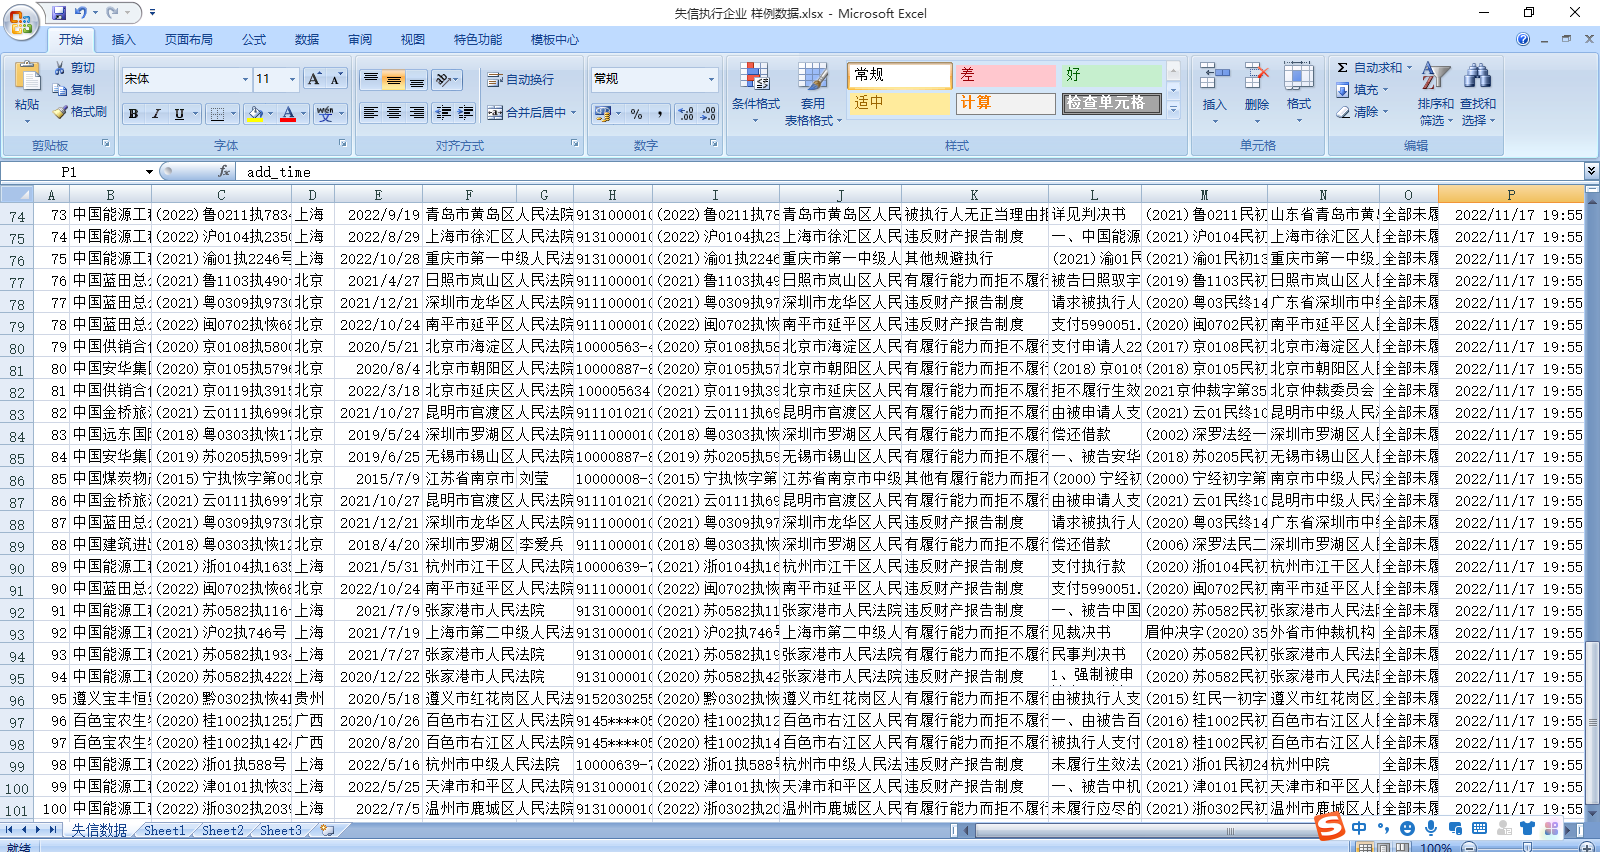 失信执行企业 样例数据.xlsx - Microsoft Excel
开始 插入 页面布局 公式 数据 审阅 视图 特色功能 模板中心
粘贴 剪切 复制 格式刷 剪贴板
宋体 11 字体
自动换行 合并后居中 对齐方式
常规 数字
条件格式 套用表格格式 常规 差 好 适中 计算 检查单元格 样式
插入 删除 格式 单元格
Σ 自动求和 填充 清除 排序和筛选 查找和选择 编辑
P1 fx add_time
A B C D E F G H I J K L M N O P
74 73 中国能源工 (2022)鲁0211执783 上海 2022/9/19 青岛市黄岛区人民法院 9131000010 (2022)鲁0211执78 青岛市黄岛区人民 被执行人无正当理由拒 详见判决书 (2021)鲁0211民初 山东省青岛市黄 全部未履 2022/11/17 19:55
75 74 中国能源工 (2022)沪0104执235 上海 2022/8/29 上海市徐汇区人民法院 9131000010 (2022)沪0104执23 上海市徐汇区人民 违反财产报告制度 一、中国能源 (2021)沪0104民初 上海市徐汇区人民 全部未履 2022/11/17 19:55
76 75 中国能源工 (2021)渝01执2246号 上海 2022/10/28 重庆市第一中级人民法 9131000010 (2021)渝01执2246 重庆市第一中级人 其他规避执行 (2021)渝01民 (2021)渝01民初13 重庆市第一中级人 全部未履 2022/11/17 19:55
77 76 中国蓝田总 (2021)鲁1103执490 北京 2021/4/27 日照市岚山区人民法院 9111000010 (2021)鲁1103执49 日照市岚山区人民 有履行能力而拒不履行 被告日照驭宇 (2019)鲁1103民初 日照市岚山区人民 全部未履 2022/11/17 19:55
78 77 中国蓝田总 (2021)粤0309执973 北京 2021/12/21 深圳市龙华区人民法院 9111000010 (2021)粤0309执97 深圳市龙华区人民 违反财产报告制度 请求被执行人 (2020)粤03民终14 广东省深圳市中 全部未履 2022/11/17 19:55
79 78 中国蓝田总 (2022)闽0702执恢68 北京 2022/10/24 南平市延平区人民法院 9111000010 (2022)闽0702执恢 南平市延平区人民 违反财产报告制度 支付5990051. (2020)闽0702民初 南平市延平区人民 全部未履 2022/11/17 19:55
80 79 中国供销合 (2020)京0108执580 北京 2020/5/21 北京市海淀区人民法院 10000563-4 (2020)京0108执58 北京市海淀区人民 有履行能力而拒不履行 支付申请人22 (2017)京0108民初 北京市海淀区人民 全部未履 2022/11/17 19:55
81 80 中国安华集 (2020)京0105执579 北京 2020/8/4 北京市朝阳区人民法院 10000887-8 (2020)京0105执57 北京市朝阳区人民 有履行能力而拒不履行 (2018)京0105 (2018)京0105民初 北京市朝阳区人民 全部未履 2022/11/17 19:55
82 81 中国供销合 (2021)京0119执391 北京 2022/3/18 北京市延庆区人民法院 100005634 (2021)京0119执39 北京市延庆区人民 有履行能力而拒不履行 拒不履行生效 2021京仲裁字第35 北京仲裁委员会 全部未履 2022/11/17 19:55
83 82 中国金桥旅 (2021)云0111执699 北京 2021/10/27 昆明市官渡区人民法院 9111010210 (2021)云0111执69 昆明市官渡区人民 有履行能力而拒不履行 由被申请人支 (2021)云01民终10 昆明市中级人民法 全部未履 2022/11/17 19:55
84 83 中国远东国 (2018)粤0303执恢17 北京 2019/5/24 深圳市罗湖区人民法院 9111000010 (2018)粤0303执恢 深圳市罗湖区人民 有履行能力而拒不履行 偿还借款 (2002)深罗法经一 深圳市罗湖区人民 全部未履 2022/11/17 19:55
85 84 中国安华集 (2019)苏0205执599 北京 2019/6/25 无锡市锡山区人民法院 10000887-8 (2019)苏0205执59 无锡市锡山区人民 有履行能力而拒不履行 一、被告安华 (2018)苏0205民初 无锡市锡山区人民 全部未履 2022/11/17 19:55
86 85 中国煤炭物 (2015)宁执恢字第00 北京 2015/7/9 江苏省南京市 刘莹 10000008-3 (2015)宁执恢字第 江苏省南京市中级 其他有履行能力而拒不 (2000)宁经初 (2000)宁经初字第 南京市中级人民法 全部未履 2022/11/17 19:55
87 86 中国金桥旅 (2021)云0111执699 北京 2021/10/27 昆明市官渡区人民法院 9111010210 (2021)云0111执69 昆明市官渡区人民 有履行能力而拒不履行 由被申请人支 (2021)云01民终10 昆明市中级人民法 全部未履 2022/11/17 19:55
88 87 中国蓝田总 (2021)粤0309执973 北京 2021/12/21 深圳市龙华区人民法院 9111000010 (2021)粤0309执97 深圳市龙华区人民 违反财产报告制度 请求被执行人 (2020)粤03民终14 广东省深圳市中 全部未履 2022/11/17 19:55
89 88 中国建筑进 (2018)粤0303执恢12 北京 2018/4/20 深圳市罗湖区 李爱兵 9111000010 (2018)粤0303执恢 深圳市罗湖区人民 违反财产报告制度 偿还借款 (2006)深罗法民二 深圳市罗湖区人民 全部未履 2022/11/17 19:55
90 89 中国能源工 (2021)浙0104执163 上海 2021/5/31 杭州市江干区人民法院 10000639-7 (2021)浙0104执16 杭州市江干区人民 违反财产报告制度 支付执行款 (2020)浙0104民初 杭州市江干区人民 全部未履 2022/11/17 19:55
91 90 中国蓝田总 (2022)闽0702执恢68 北京 2022/10/24 南平市延平区人民法院 9111000010 (2022)闽0702执恢 南平市延平区人民 违反财产报告制度 支付5990051. (2020)闽0702民初 南平市延平区人民 全部未履 2022/11/17 19:55
92 91 中国能源工 (2021)苏0582执116 上海 2021/7/9 张家港市人民法院 9131000010 (2021)苏0582执11 张家港市人民法院 违反财产报告制度 一、被告中国 (2020)苏0582民初 张家港市人民法院 全部未履 2022/11/17 19:55
93 92 中国能源工 (2021)沪02执746号 上海 2021/7/19 上海市第二中级人民法 9131000010 (2021)沪02执746号 上海市第二中级人 有履行能力而拒不履行 见裁决书 眉仲决字(2020)35 外省市仲裁机构 全部未履 2022/11/17 19:55
94 93 中国能源工 (2021)苏0582执193 上海 2021/7/27 张家港市人民法院 9131000010 (2021)苏0582执19 张家港市人民法院 有履行能力而拒不履行 民事判决书 (2020)苏0582民初 张家港市人民法院 全部未履 2022/11/17 19:55
95 94 中国能源工 (2020)苏0582执422 上海 2020/12/22 张家港市人民法院 9131000010 (2020)苏0582执42 张家港市人民法院 有履行能力而拒不履行 1、强制被申 (2020)苏0582民初 张家港市人民法院 全部未履 2022/11/17 19:55
96 95 遵义宝丰恒 (2020)黔0302执恢41 贵州 2020/5/18 遵义市红花岗区人民法 9152030255 (2020)黔0302执恢 遵义市红花岗区人 有履行能力而拒不履行 由被执行人支 (2015)红民一初字 遵义市红花岗区人 全部未履 2022/11/17 19:55
97 96 百色宝农生 (2020)桂1002执125 广西 2020/10/26 百色市右江区人民法院 9145****05 (2020)桂1002执12 百色市右江区人民 有履行能力而拒不履行 一、由被告百 (2016)桂1002民初 百色市右江区人民 全部未履 2022/11/17 19:55
98 97 百色宝农生 (2020)桂1002执142 广西 2020/8/20 百色市右江区人民法院 9145****05 (2020)桂1002执14 百色市右江区人民 有履行能力而拒不履行 被执行人支付 (2018)桂1002民初 百色市右江区人民 全部未履 2022/11/17 19:55
99 98 中国能源工 (2022)浙01执588号 上海 2022/5/16 杭州市中级人民法院 10000639-7 (2022)浙01执588号 杭州市中级人民法 违反财产报告制度 未履行生效法 (2021)浙01民初24 杭州中院 全部未履 2022/11/17 19:55
100 99 中国能源工 (2022)津0101执恢33 上海 2022/5/25 天津市和平区人民法院 9131000010 (2022)津0101执恢 天津市和平区人民 违反财产报告制度 一、被告中机 (2021)津0101民初 天津市和平区人民 全部未履 2022/11/17 19:55
101 100 中国能源工 (2022)浙0302执203 上海 2022/7/5 温州市鹿城区人民法院 9131000010 (2022)浙0302执20 温州市鹿城区人民 有履行能力而拒不履行 未履行应尽的 (2021)浙0302民初 温州市鹿城区人民 全部未履 2022/11/17 19:55
失信数据 Sheet1 Sheet2 Sheet3
中
就绪 100%